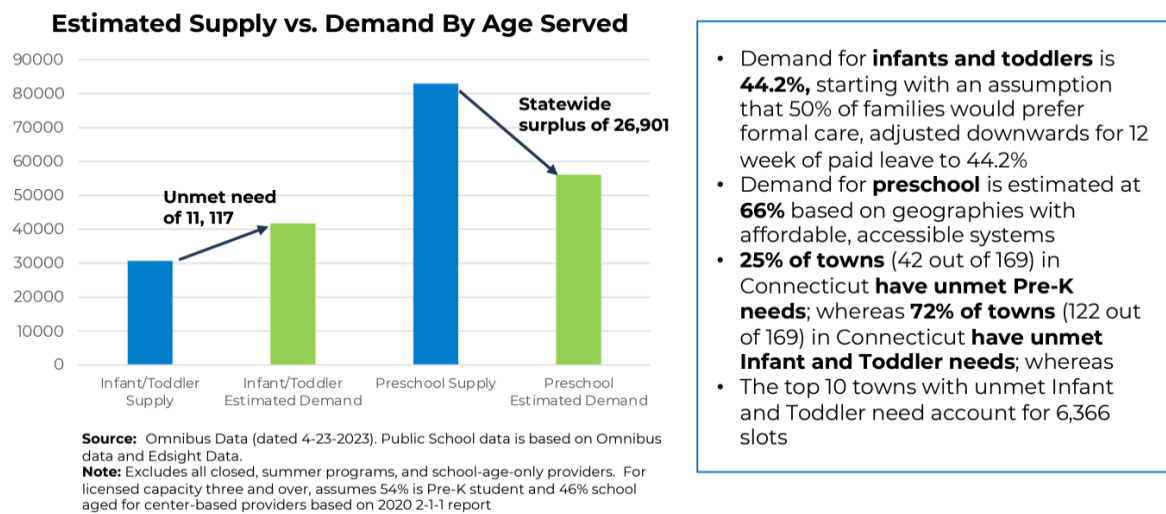 Estimated Supply vs. Demand By Age Served
90000
80000
70000
60000
50000
40000
30000
20000
10000
0
Unmet need
of 11, 117
Statewide
surplus of 26,901
Infant/Toddler
Supply
Infant/Toddler
Estimated Demand
Preschool Supply
Preschool
Estimated Demand
Source: Omnibus Data (dated 4-23-2023). Public School data is based on Omnibus
data and Edsight Data.
Note: Excludes all closed, summer programs, and school-age-only providers. For
licensed capacity three and over, assumes 54% is Pre-K student and 46% school
aged for center-based providers based on 2020 2-1-1 report
• Demand for infants and toddlers is
44.2%, starting with an assumption
that 50% of families would prefer
formal care, adjusted downwards for 12
week of paid leave to 44.2%
• Demand for preschool is estimated at
66% based on geographies with
affordable, accessible systems
• 25% of towns (42 out of 169) in
Connecticut have unmet Pre-K
needs; whereas 72% of towns (122 out
of 169) in Connecticut have unmet
Infant and Toddler needs; whereas
• The top 10 towns with unmet Infant
and Toddler need account for 6,366
slots